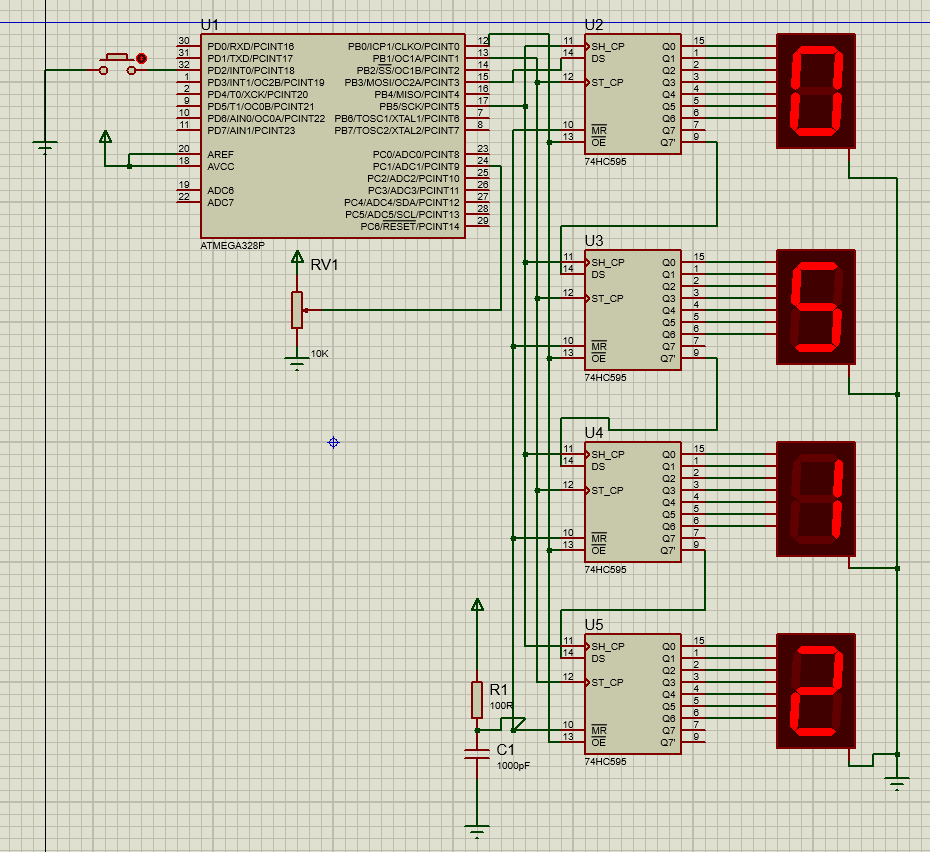 U1
30 PD0/RXD/PCINT16 PB0/ICP1/CLKO/PCINT0 12
31 PD1/TXD/PCINT17 PB1/OC1A/PCINT1 13
32 PD2/INT0/PCINT18 PB2/SS/OC1B/PCINT2 14
1 PD3/INT1/OC2B/PCINT19 PB3/MOSI/OC2A/PCINT3 15
2 PD4/T0/XCK/PCINT20 PB4/MISO/PCINT4 16
9 PD5/T1/OC0B/PCINT21 PB5/SCK/PCINT5 17
10 PD6/AIN0/OC0A/PCINT22 PB6/TOSC1/XTAL1/PCINT6 7
11 PD7/AIN1/PCINT23 PB7/TOSC2/XTAL2/PCINT7 8
20 AREF PC0/ADC0/PCINT8 23
18 AVCC PC1/ADC1/PCINT9 24
PC2/ADC2/PCINT10 25
19 ADC6 PC3/ADC3/PCINT11 26
22 ADC7 PC4/ADC4/SDA/PCINT12 27
PC5/ADC5/SCL/PCINT13 28
PC6/RESET/PCINT14 29
ATMEGA328P
RV1
10K
U2
11 SH_CP Q0 15
14 DS Q1 1
Q2 2
12 ST_CP Q3 3
Q4 4
Q5 5
Q6 6
10 MR Q7 7
13 OE Q7' 9
74HC595
0
U3
11 SH_CP Q0 15
14 DS Q1 1
Q2 2
12 ST_CP Q3 3
Q4 4
Q5 5
Q6 6
10 MR Q7 7
13 OE Q7' 9
74HC595
5
U4
11 SH_CP Q0 15
14 DS Q1 1
Q2 2
12 ST_CP Q3 3
Q4 4
Q5 5
Q6 6
10 MR Q7 7
13 OE Q7' 9
74HC595
1
U5
11 SH_CP Q0 15
14 DS Q1 1
Q2 2
12 ST_CP Q3 3
Q4 4
Q5 5
Q6 6
10 MR Q7 7
13 OE Q7' 9
74HC595
2
R1
100R
C1
1000pF